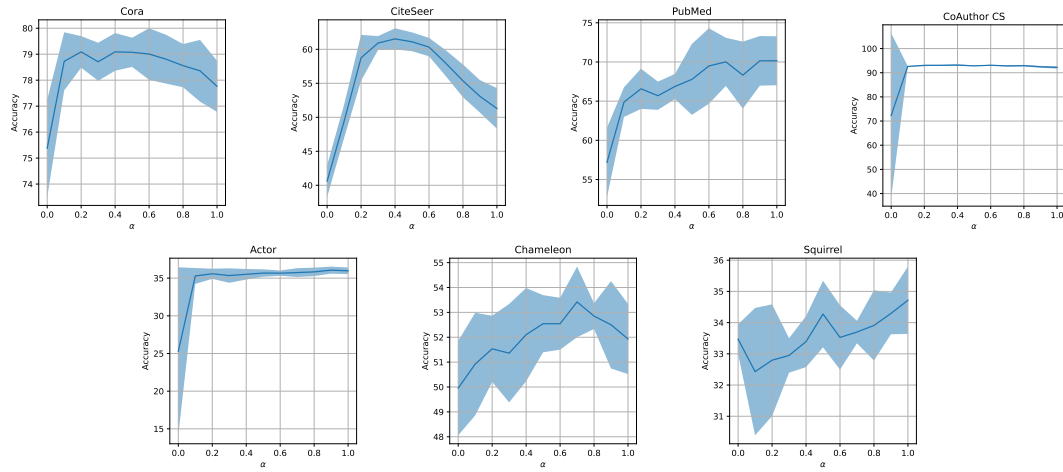 Cora
80
79
78
77
76
75
74
Accuracy
0.0 0.2 0.4 0.6 0.8 1.0
α
CiteSeer
60
55
50
45
40
Accuracy
0.0 0.2 0.4 0.6 0.8 1.0
α
PubMed
75
70
65
60
55
Accuracy
0.0 0.2 0.4 0.6 0.8 1.0
α
CoAuthor CS
100
90
80
70
60
50
40
Accuracy
0.0 0.2 0.4 0.6 0.8 1.0
α
Actor
35
30
25
20
15
Accuracy
0.0 0.2 0.4 0.6 0.8 1.0
α
Chameleon
55
54
53
52
51
50
49
48
Accuracy
0.0 0.2 0.4 0.6 0.8 1.0
α
Squirrel
36
35
34
33
32
31
Accuracy
0.0 0.2 0.4 0.6 0.8 1.0
α